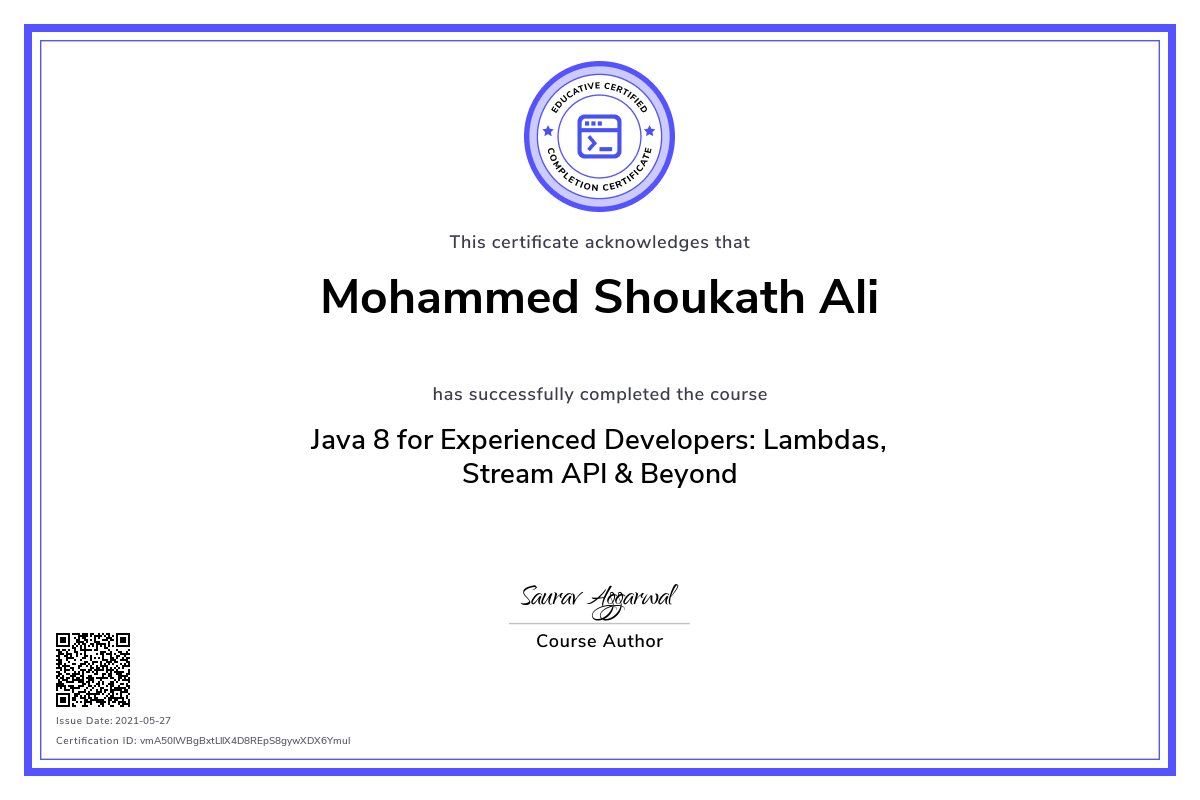 EDUCATIVE CERTIFIED
COMPLETION CERTIFICATE
This certificate acknowledges that
Mohammed Shoukath Ali
has successfully completed the course
Java 8 for Experienced Developers: Lambdas,
Stream API & Beyond
Saurav Aggarwal
Course Author
Issue Date: 2021-05-27
Certification ID: